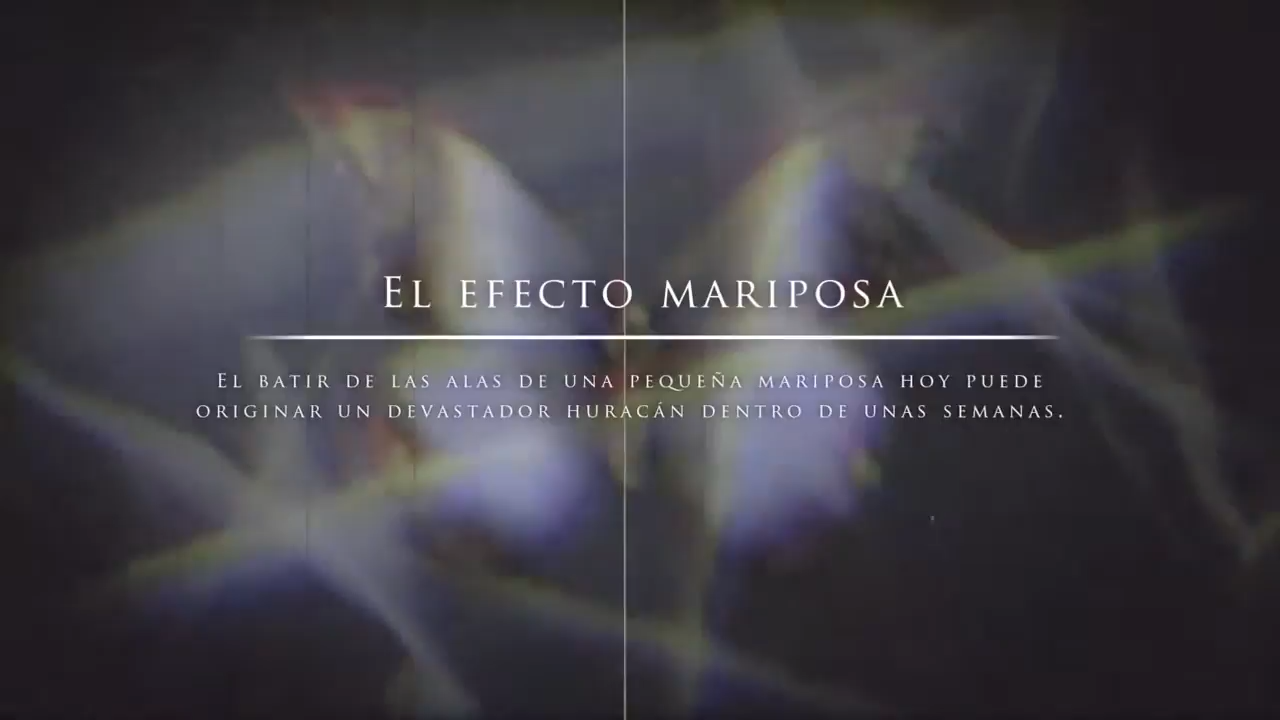 El efecto mariposa
El batir de las alas de una pequeña mariposa hoy puede
originar un devastador huracán dentro de unas semanas.